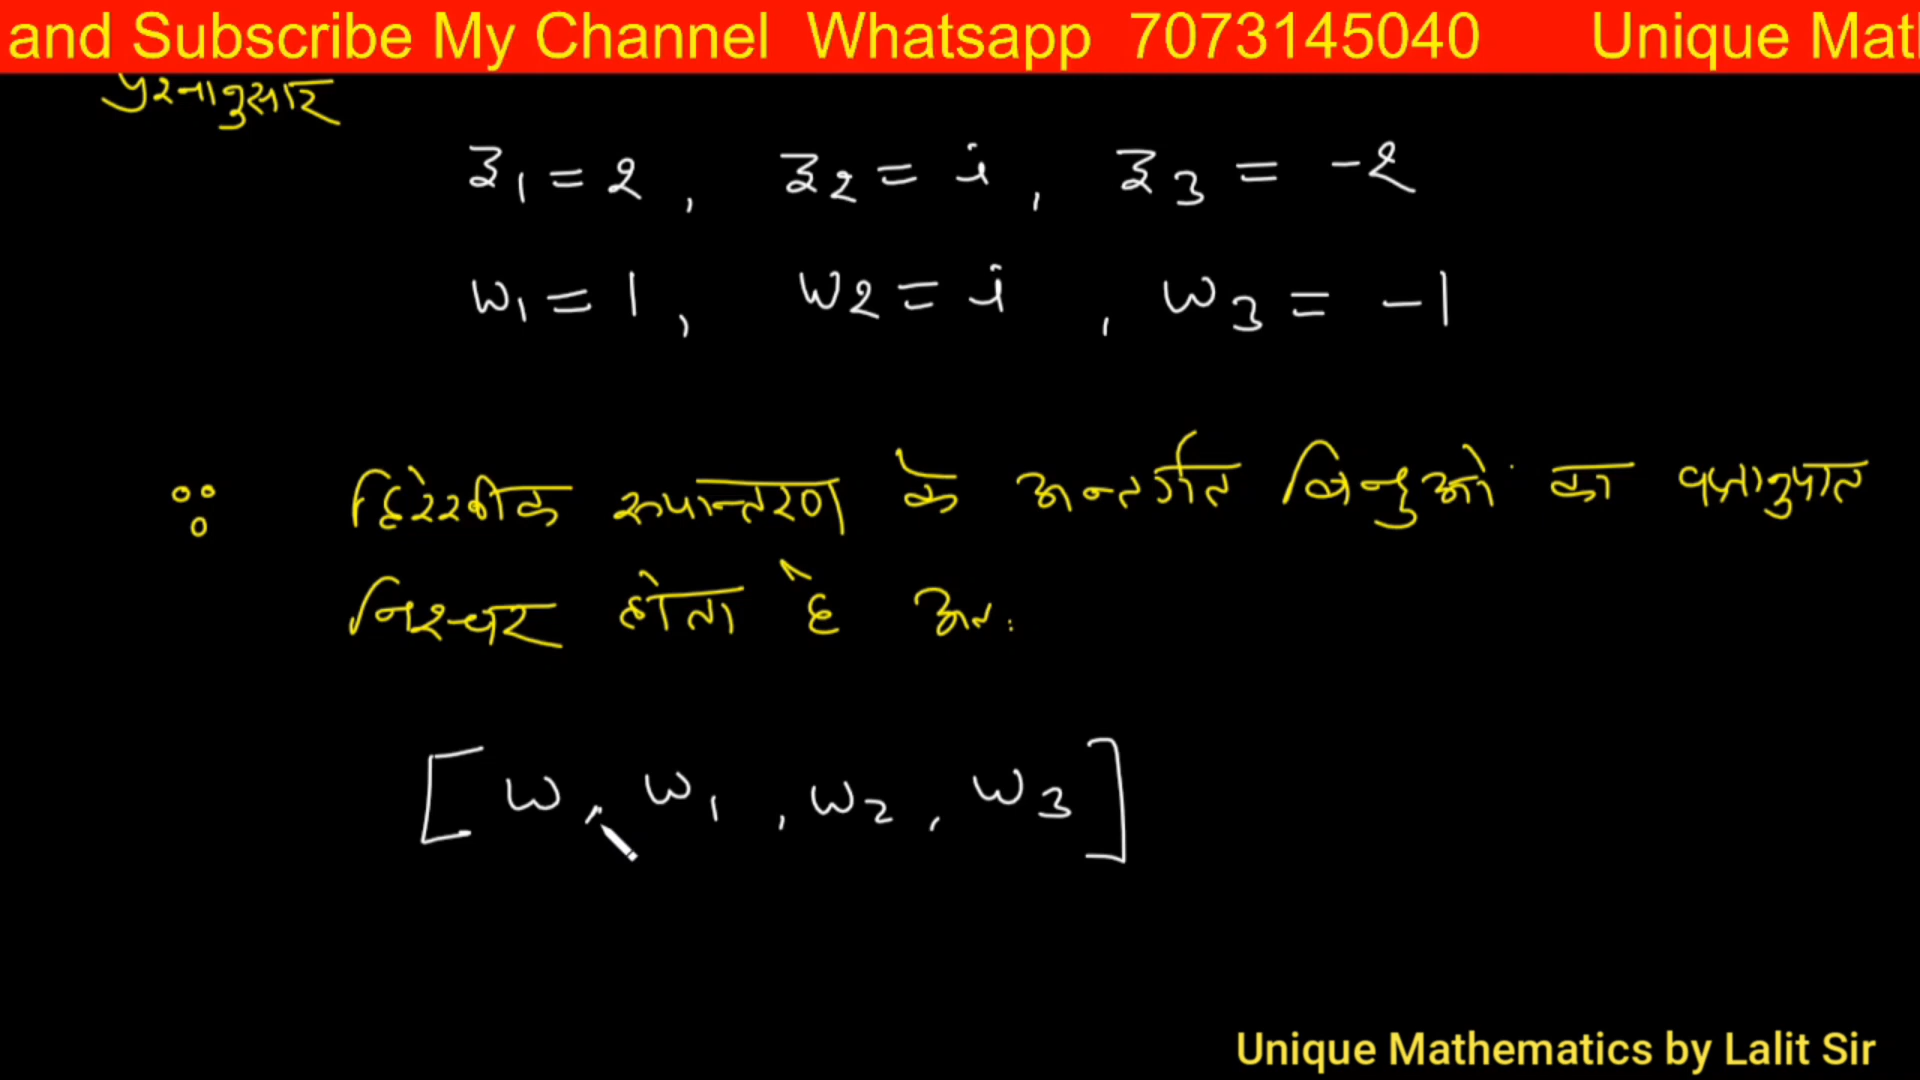 and Subscribe My Channel Whatsapp 7073145040 Unique Mat
प्रश्नानुसार
z1 = 2 , z2 = i , z3 = -2
w1 = 1 , w2 = i , w3 = -1
∵ द्विरेखीक रूपान्तरण के अन्तर्गत बिन्दुओं का वज्रानुपात
निश्चर होता है अतः
[w, w1, w2, w3]
Unique Mathematics by Lalit Sir